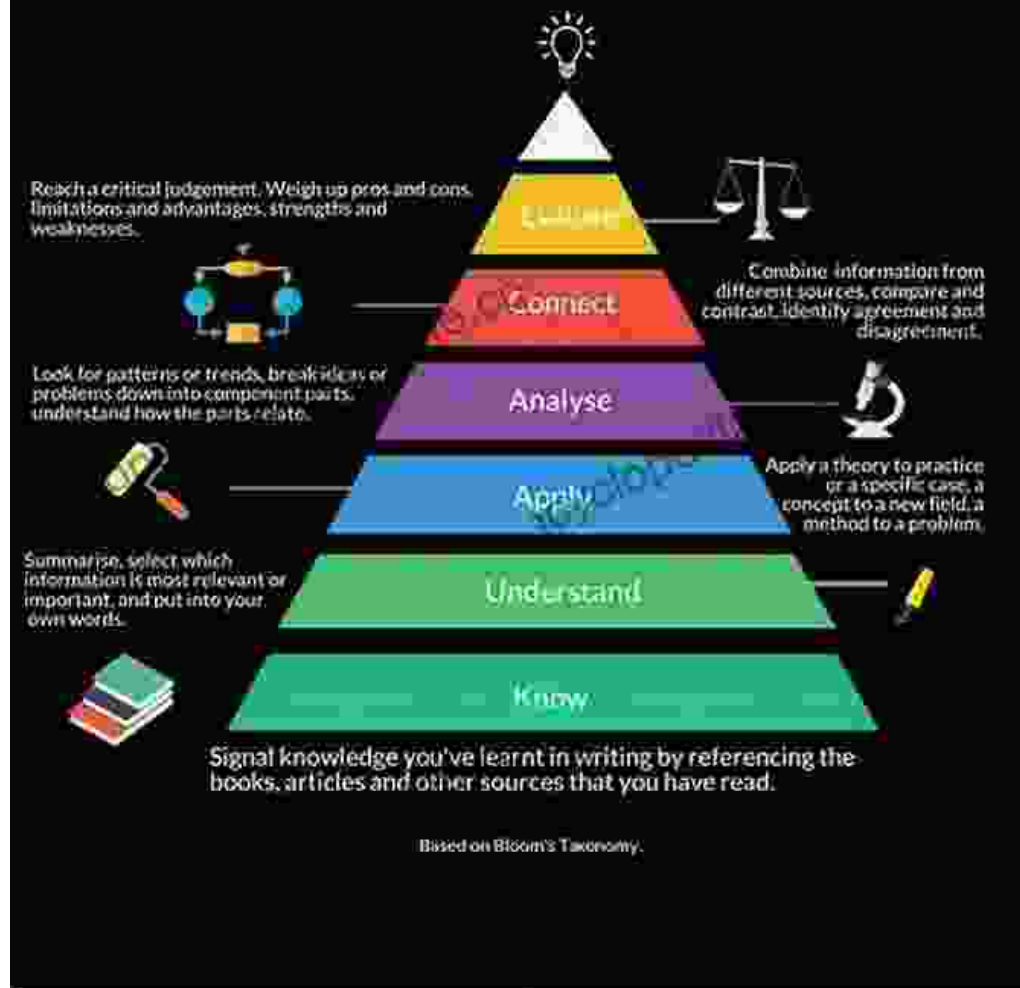 Reach a critical judgement. Weigh up pros and cons,
limitations and advantages, strengths and
weaknesses.
Evaluate
Combine information from
different sources, compare and
contrast, identify agreement and
disagreement.
Connect
Look for patterns or trends, break ideas or
problems down into component parts,
understand how the parts relate.
Analyse
Apply a theory to practice
or a specific case, a
concept to a new field, a
method to a problem.
Apply
Summarise, select which
information is most relevant or
important, and put into your
own words.
Understand
Know
Signal knowledge you've learnt in writing by referencing the
books, articles and other sources that you have read.
Based on Bloom's Taxonomy.